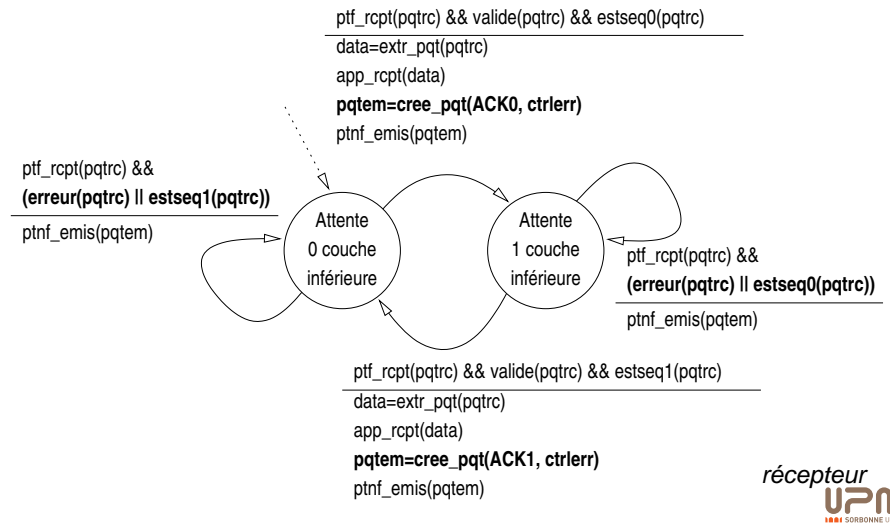 ptf_rcpt(pqtrc) && valide(pqtrc) && estseq0(pqtrc)
data=extr_pqt(pqtrc)
app_rcpt(data)
pqtem=cree_pqt(ACK0, ctrlerr)
ptnf_emis(pqtem)
ptf_rcpt(pqtrc) &&
(erreur(pqtrc) || estseq1(pqtrc))
ptnf_emis(pqtem)
Attente
0 couche
inférieure
Attente
1 couche
inférieure
ptf_rcpt(pqtrc) &&
(erreur(pqtrc) || estseq0(pqtrc))
ptnf_emis(pqtem)
ptf_rcpt(pqtrc) && valide(pqtrc) && estseq1(pqtrc)
data=extr_pqt(pqtrc)
app_rcpt(data)
pqtem=cree_pqt(ACK1, ctrlerr)
ptnf_emis(pqtem)
récepteur
SORBONNE